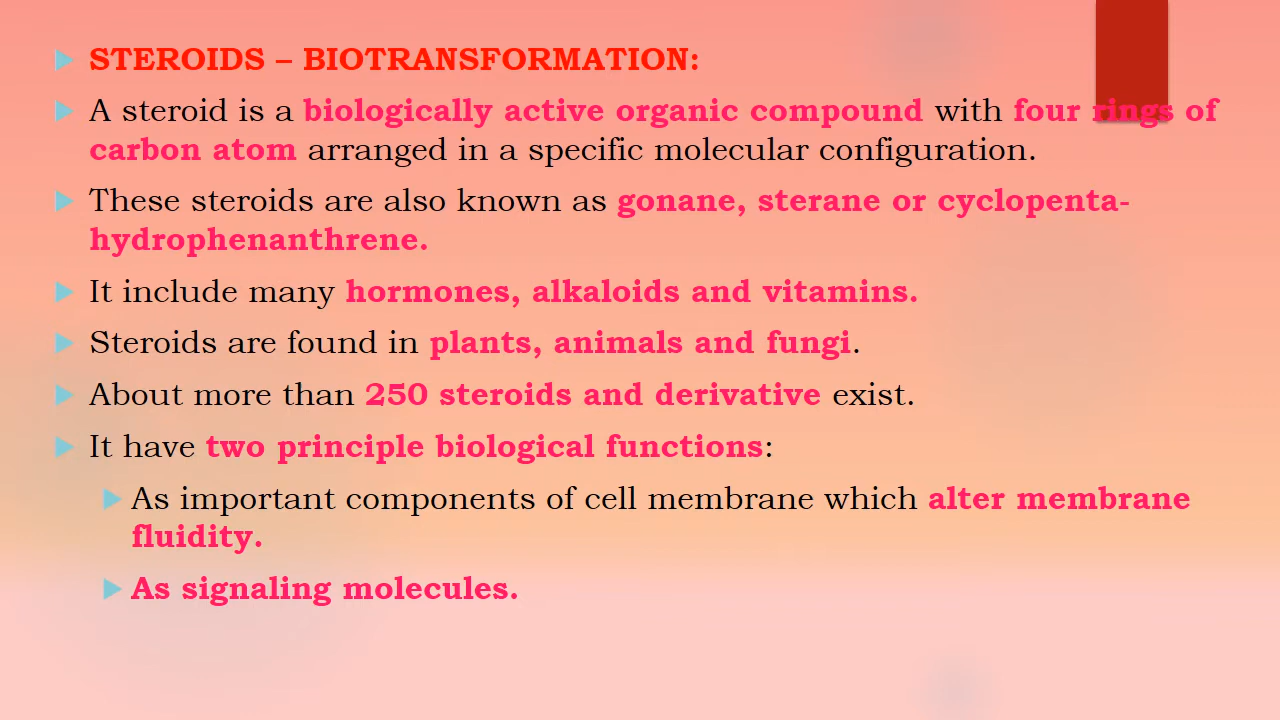 STEROIDS – BIOTRANSFORMATION:
A steroid is a biologically active organic compound with four rings of
carbon atom arranged in a specific molecular configuration.
These steroids are also known as gonane, sterane or cyclopenta-
hydrophenanthrene.
It include many hormones, alkaloids and vitamins.
Steroids are found in plants, animals and fungi.
About more than 250 steroids and derivative exist.
It have two principle biological functions:
As important components of cell membrane which alter membrane
fluidity.
As signaling molecules.